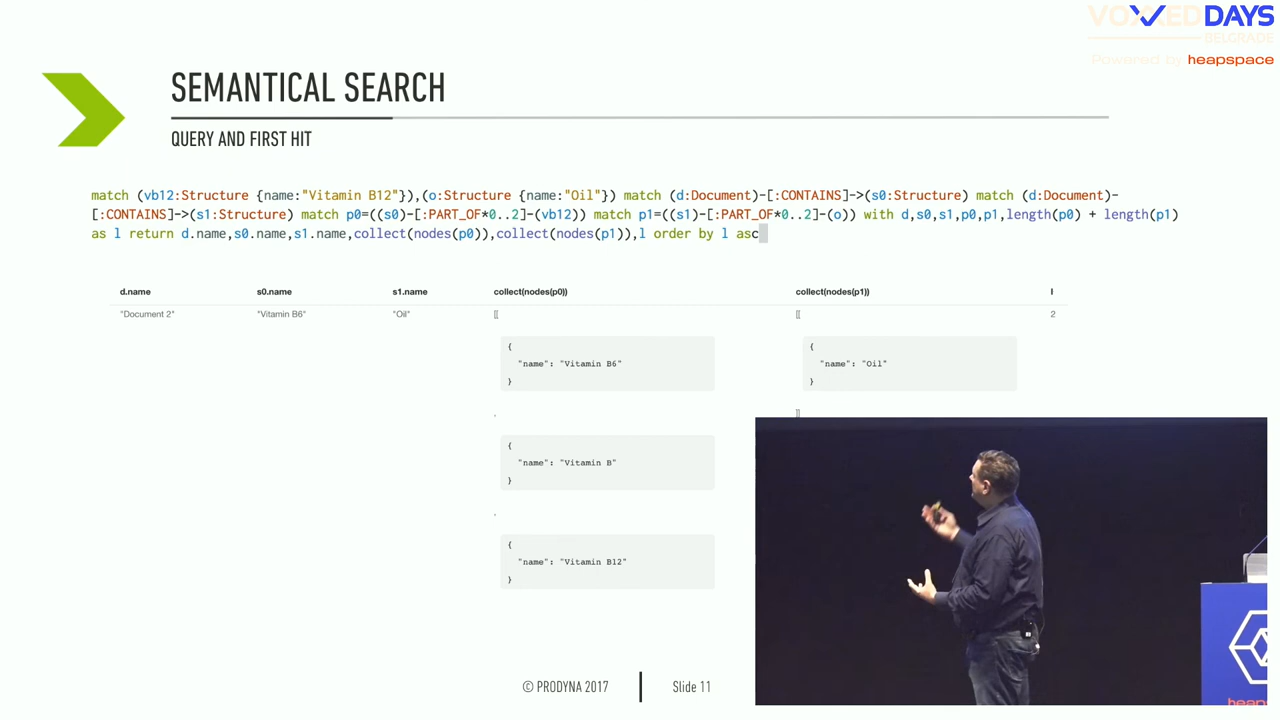 VOXXED DAYS
BELGRADE
Powered by heapspace
SEMANTICAL SEARCH
QUERY AND FIRST HIT
match (vb12:Structure {name:"Vitamin B12"}),(o:Structure {name:"Oil"}) match (d:Document)-[:CONTAINS]->(s0:Structure) match (d:Document)-
[:CONTAINS]->(s1:Structure) match p0=((s0)-[:PART_OF*0..2]-(vb12)) match p1=((s1)-[:PART_OF*0..2]-(o)) with d,s0,s1,p0,p1,length(p0) + length(p1)
as l return d.name,s0.name,s1.name,collect(nodes(p0)),collect(nodes(p1)),l order by l asc
d.name s0.name s1.name collect(nodes(p0)) collect(nodes(p1)) l
"Document 2" "Vitamin B6" "Oil" [[ [[ 2
{ {
"name": "Vitamin B6" "name": "Oil"
} }
, ]]
{
"name": "Vitamin B"
}
,
{
"name": "Vitamin B12"
}
© PRODYNA 2017 Slide 11